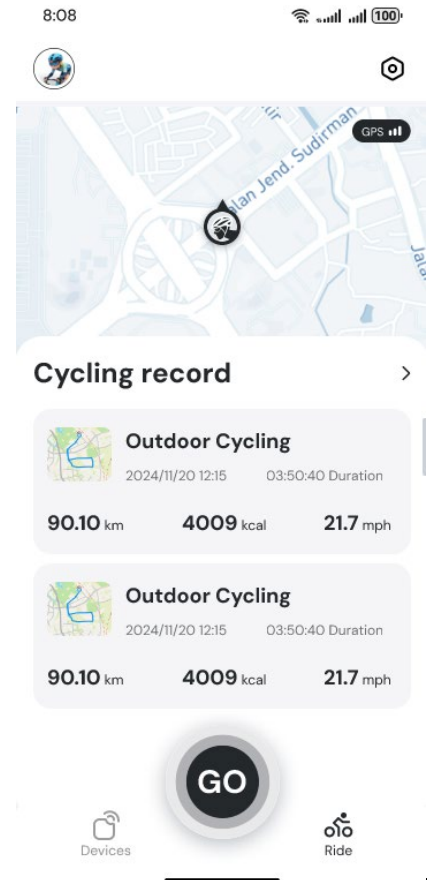 8:08
100
GPS
alan Jend. Sudirman
Cycling record
Outdoor Cycling
2024/11/20 12:15 03:50:40 Duration
90.10 km 4009 kcal 21.7 mph
Outdoor Cycling
2024/11/20 12:15 03:50:40 Duration
90.10 km 4009 kcal 21.7 mph
GO
Devices Ride